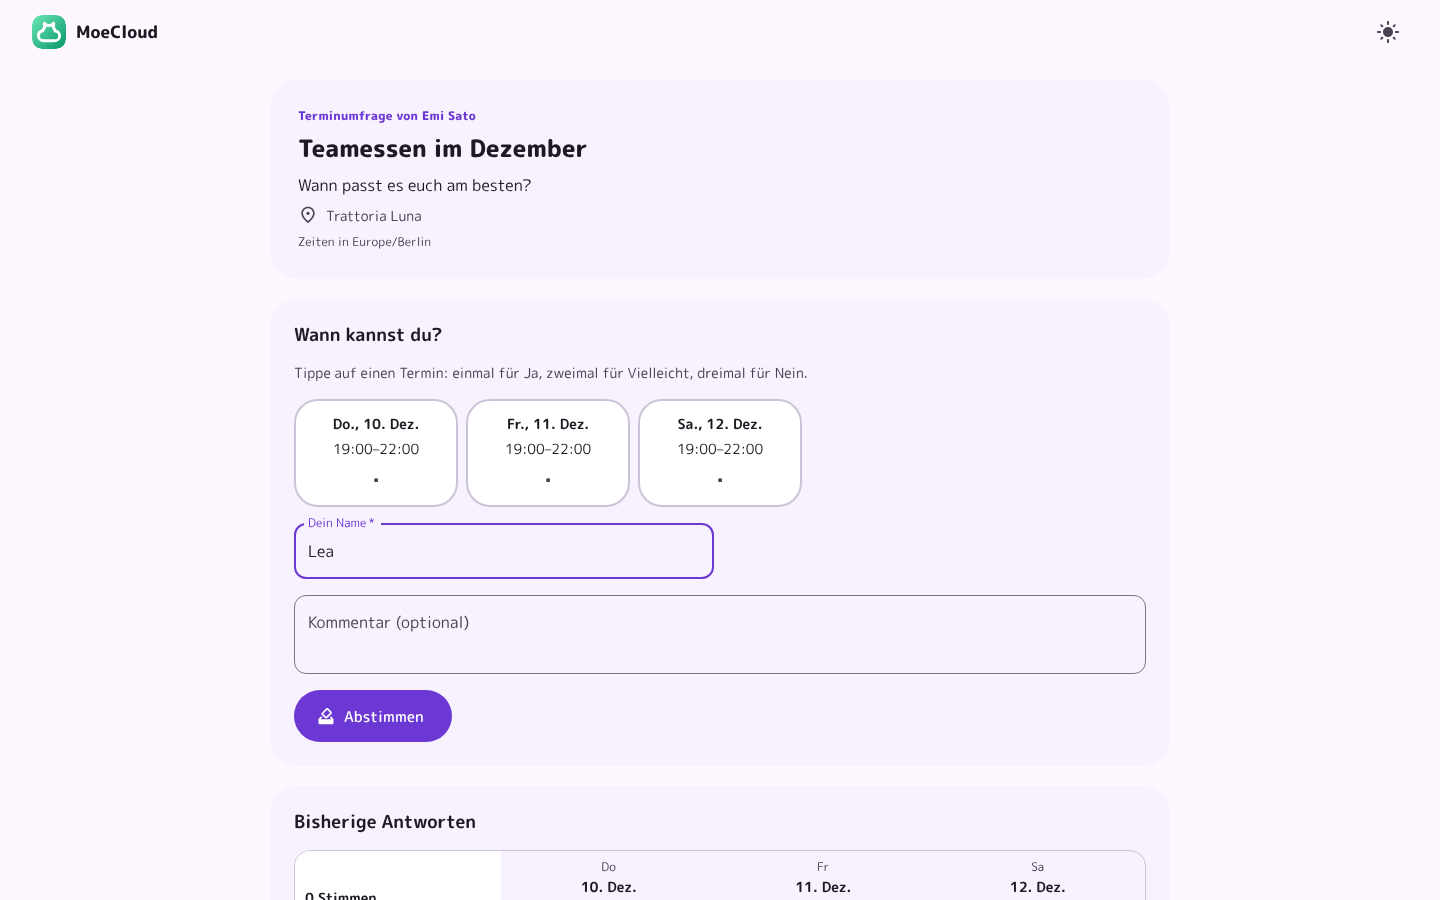 MoeCloud
Terminumfrage von Emi Sato
Teamessen im Dezember
Wann passt es euch am besten?
Trattoria Luna
Zeiten in Europe/Berlin
Wann kannst du?
Tippe auf einen Termin: einmal für Ja, zweimal für Vielleicht, dreimal für Nein.
Do., 10. Dez.
19:00–22:00
Fr., 11. Dez.
19:00–22:00
Sa., 12. Dez.
19:00–22:00
Dein Name *
Lea
Kommentar (optional)
Abstimmen
Bisherige Antworten
Do
10. Dez.
Fr
11. Dez.
Sa
12. Dez.
0 Stimmen